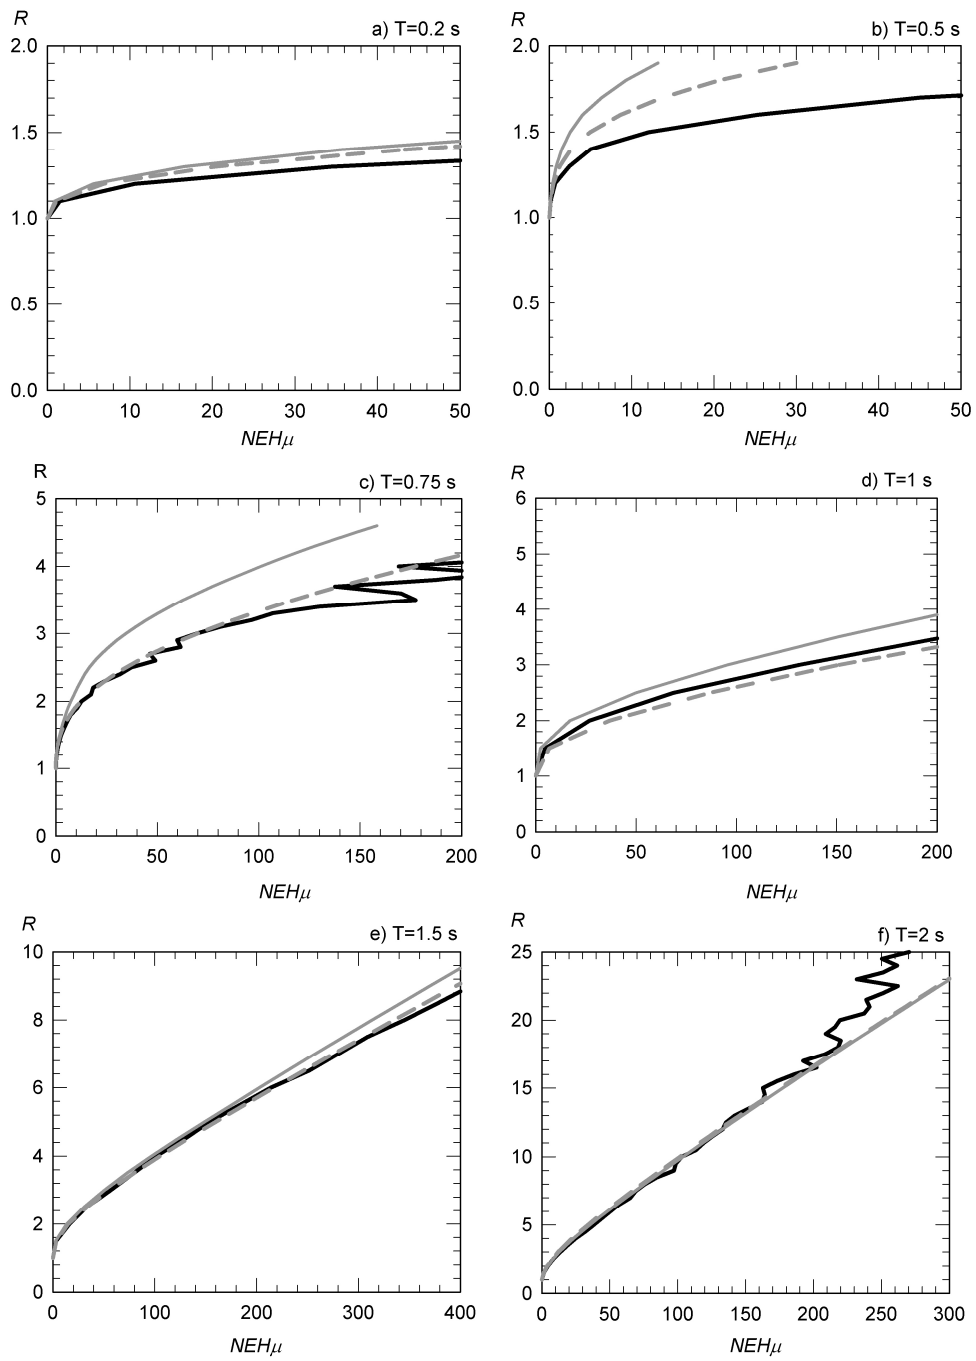 R
a) T=0.2 s
2.0
1.5
1.0
0.5
0.0
0 10 20 30 40 50
NEHμ
R
b) T=0.5 s
2.0
1.5
1.0
0.5
0.0
0 10 20 30 40 50
NEHμ
R
c) T=0.75 s
5
4
3
2
1
0
0 50 100 150 200
NEHμ
R
d) T=1 s
6
5
4
3
2
1
0
0 50 100 150 200
NEHμ
R
e) T=1.5 s
10
8
6
4
2
0
0 100 200 300 400
NEHμ
R
f) T=2 s
25
20
15
10
5
0
0 50 100 150 200 250 300
NEHμ